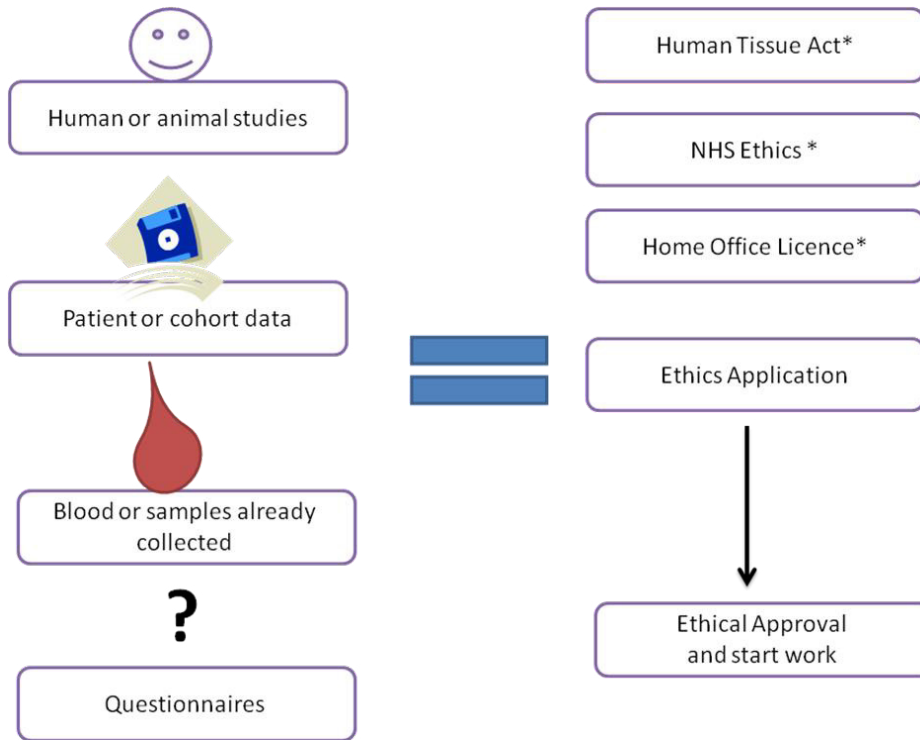 Human or animal studies
Patient or cohort data
Blood or samples already
collected
?
Questionnaires
Human Tissue Act*
NHS Ethics *
Home Office Licence*
Ethics Application
Ethical Approval
and start work